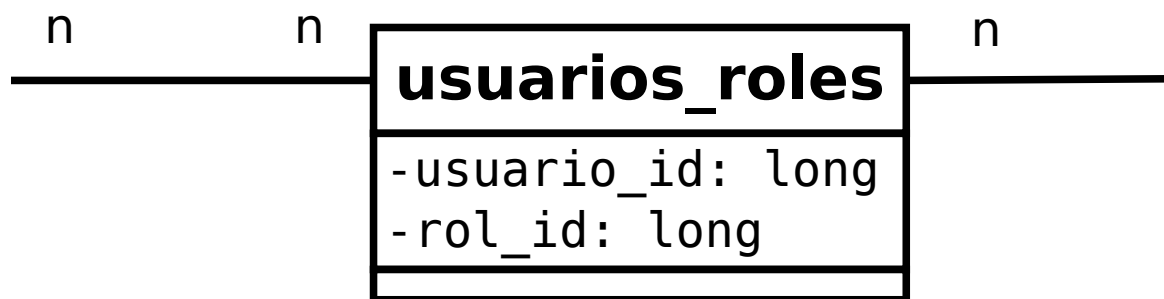 n n n
usuarios_roles
-usuario_id: long
-rol_id: long